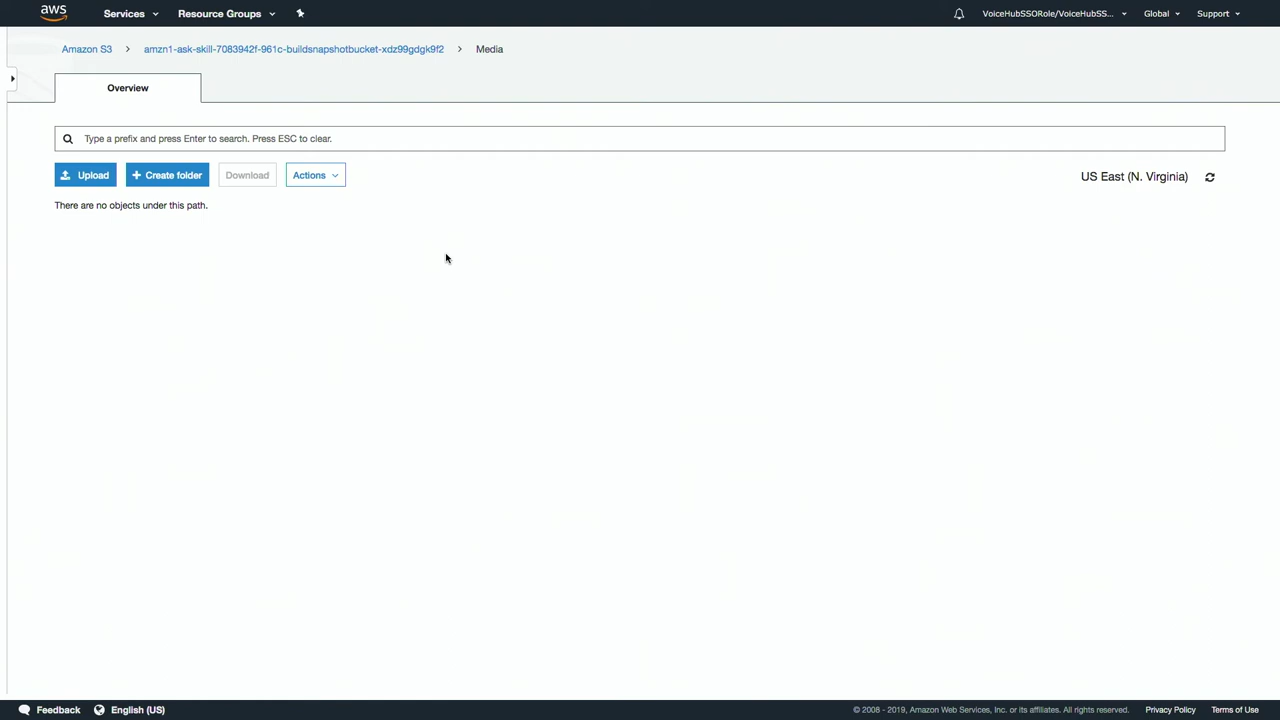 aws Services Resource Groups VoiceHubSSORole/VoiceHubSS... Global Support
Amazon S3 > amzn1-ask-skill-7083942f-961c-buildsnapshotbucket-xdz99gdgk9f2 > Media
Overview
Type a prefix and press Enter to search. Press ESC to clear.
Upload + Create folder Download Actions US East (N. Virginia)
There are no objects under this path.
Feedback English (US) © 2008 - 2019, Amazon Web Services, Inc. or its affiliates. All rights reserved. Privacy Policy Terms of Use